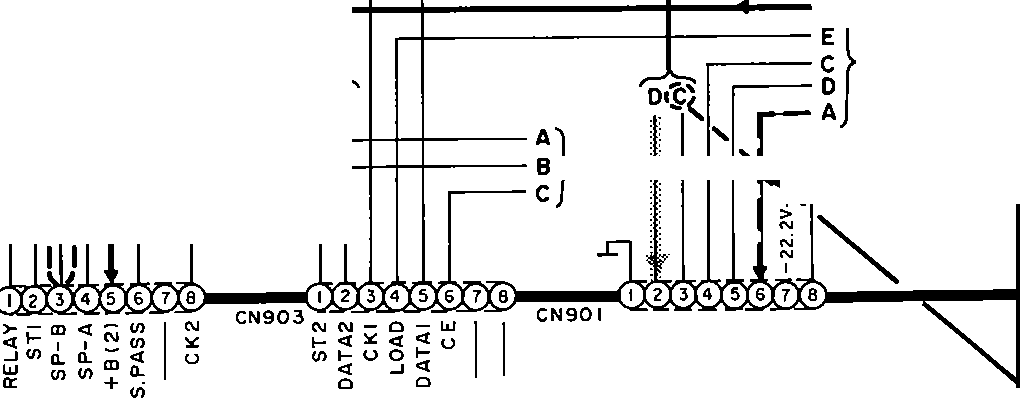 E
C
D
A
D C
A
B
C
-22.2V
1 2 3 4 5 6 7 8
1 2 3 4 5 6 7 8
1 2 3 4 5 6 7 8
CN903
CN901
RELAY
ST1
SP-B
SP-A
+B(2)
S.PASS
CK2
ST2
DATA2
CK1
LOAD
DATA1
CE